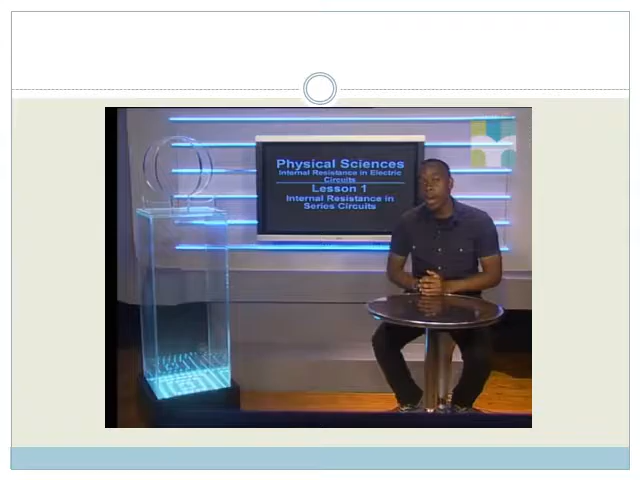 Physical Sciences
Internal Resistance in Electric
Circuits
Lesson 1
Internal Resistance in
Series Circuits